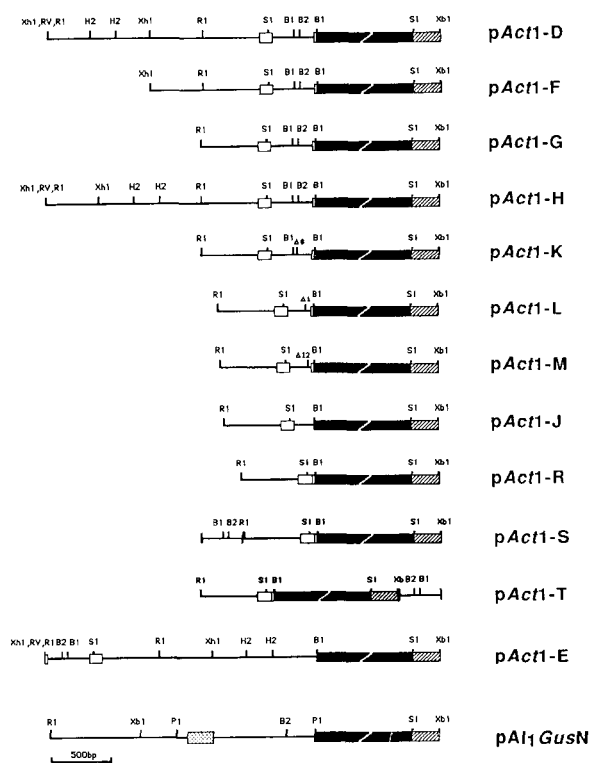 Xh1,RV,R1 H2 H2 Xh1 R1 S1 B1 B2 B1 S1 Xb1 pAct1-D
Xh1 R1 S1 B1 B2 B1 S1 Xb1 pAct1-F
R1 S1 B1 B2 B1 S1 Xb1 pAct1-G
Xh1,RV,R1 Xh1 H2 H2 R1 S1 B1 B2 B1 S1 Xb1 pAct1-H
R1 S1 B1 B1 S1 Xb1 pAct1-K
R1 S1 B1 S1 Xb1 pAct1-L
R1 S1 Δ12 B1 S1 Xb1 pAct1-M
R1 S1 B1 S1 Xb1 pAct1-J
R1 S1 B1 S1 Xb1 pAct1-R
B1 B2 R1 S1 B1 S1 Xb1 pAct1-S
R1 S1 B1 S1 Xb B2 B1 pAct1-T
Xh1,RV,R1 B2 B1 S1 R1 Xh1 H2 H2 B1 S1 Xb1 pAct1-E
R1 Xb1 P1 B2 P1 S1 Xb1 pAI1GusN
500bp